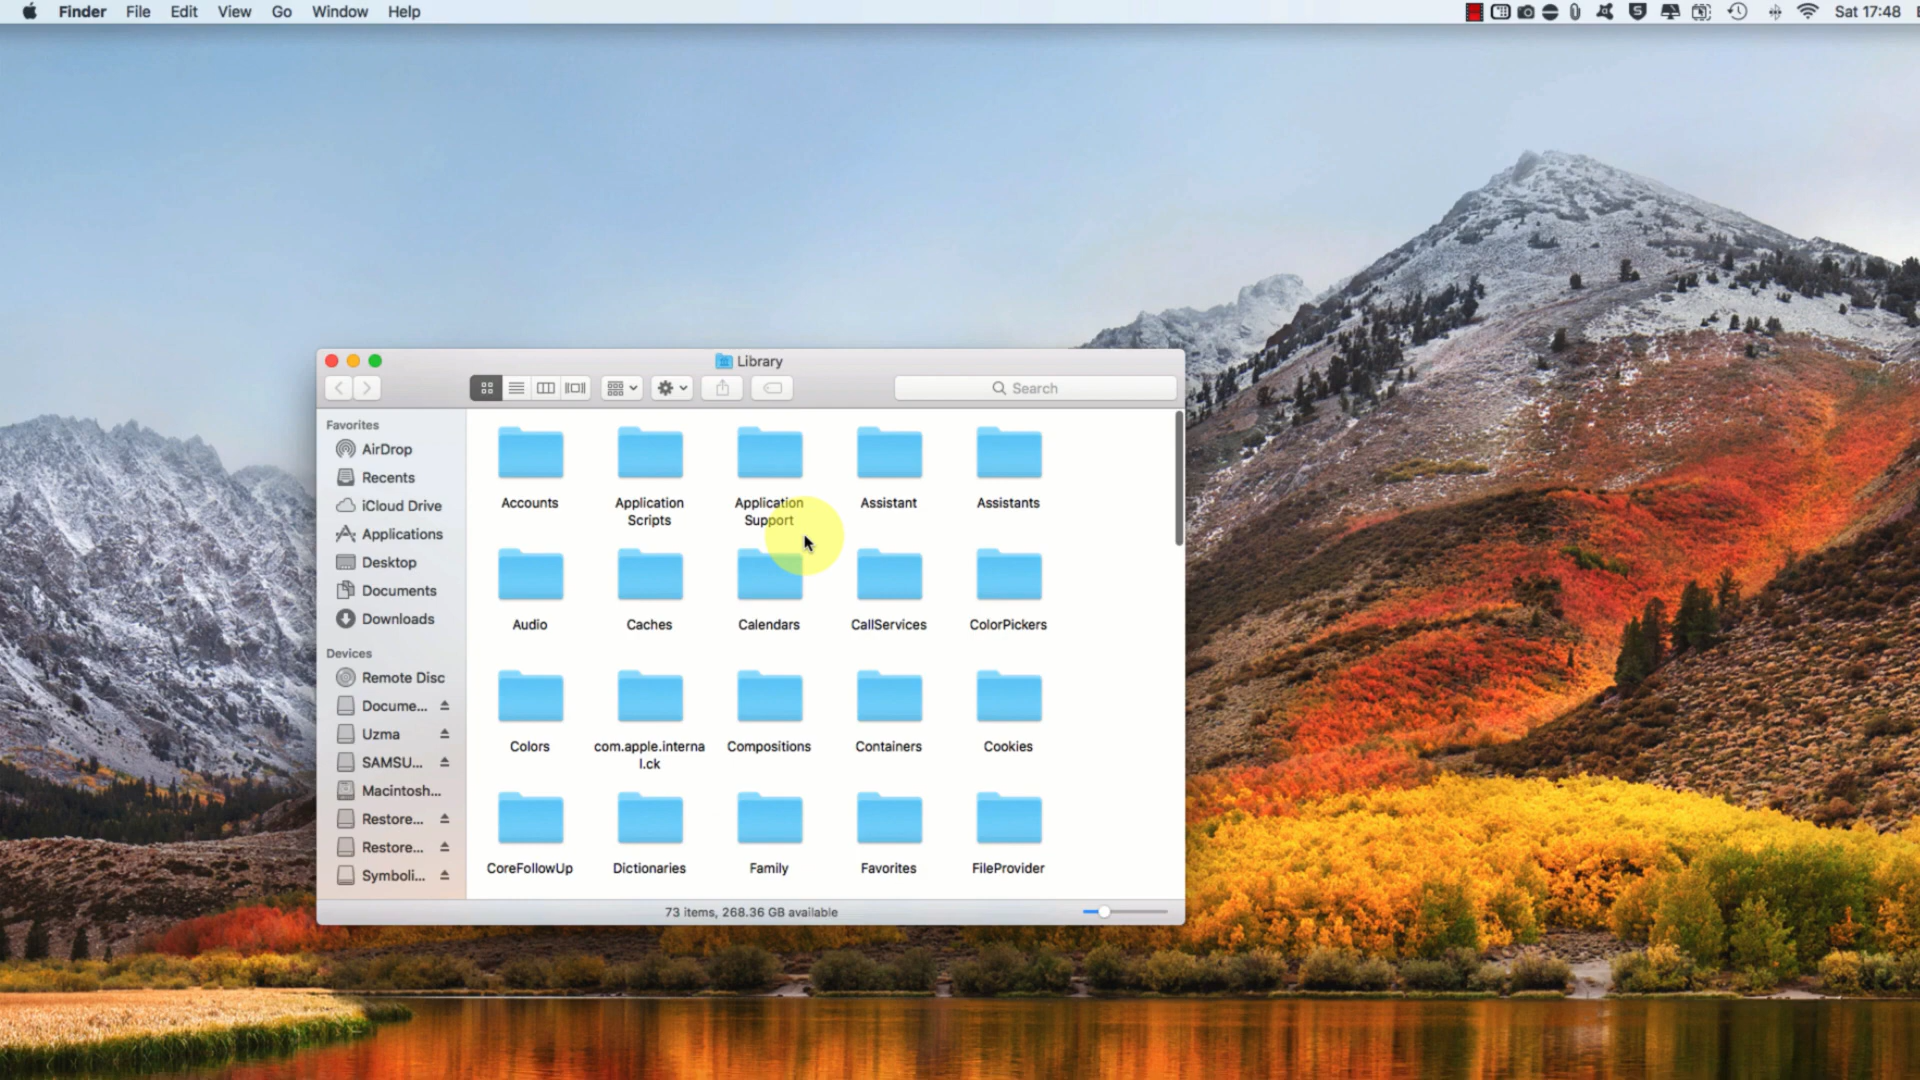 Finder File Edit View Go Window Help Sat 17:48
Library
Search
Favorites
AirDrop
Recents
iCloud Drive
Applications
Desktop
Documents
Downloads
Devices
Remote Disc
Docume...
Uzma
SAMSU...
Macintosh...
Restore...
Restore...
Symboli...
Accounts
Application
Scripts
Application
Support
Assistant
Assistants
Audio
Caches
Calendars
CallServices
ColorPickers
Colors
com.apple.interna
l.ck
Compositions
Containers
Cookies
CoreFollowUp
Dictionaries
Family
Favorites
FileProvider
73 items, 268.36 GB available